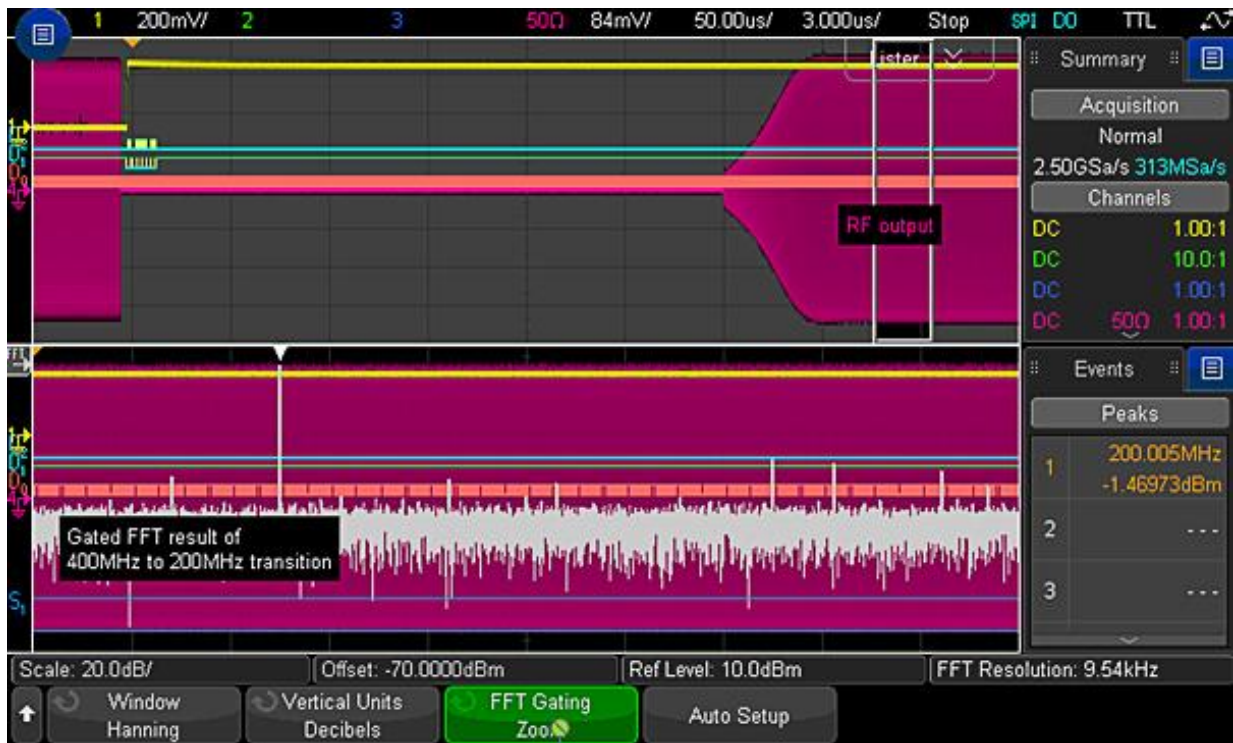 1 200mV/ 2 3 50Ω 84mV/ 50.00us/ 3.000us/ Stop SPI D0 TTL
Lister
RF output
Summary
Acquisition
Normal
2.50GSa/s 313MSa/s
Channels
DC 1.00:1
DC 10.0:1
DC 1.00:1
DC 50Ω 1.00:1
FFT
Gated FFT result of
400MHz to 200MHz transition
S1
Events
Peaks
1 200.005MHz
-1.46973dBm
2 ---
3 ---
Scale: 20.0dB/ Offset: -70.0000dBm Ref Level: 10.0dBm FFT Resolution: 9.54kHz
Window Vertical Units FFT Gating Auto Setup
Hanning Decibels